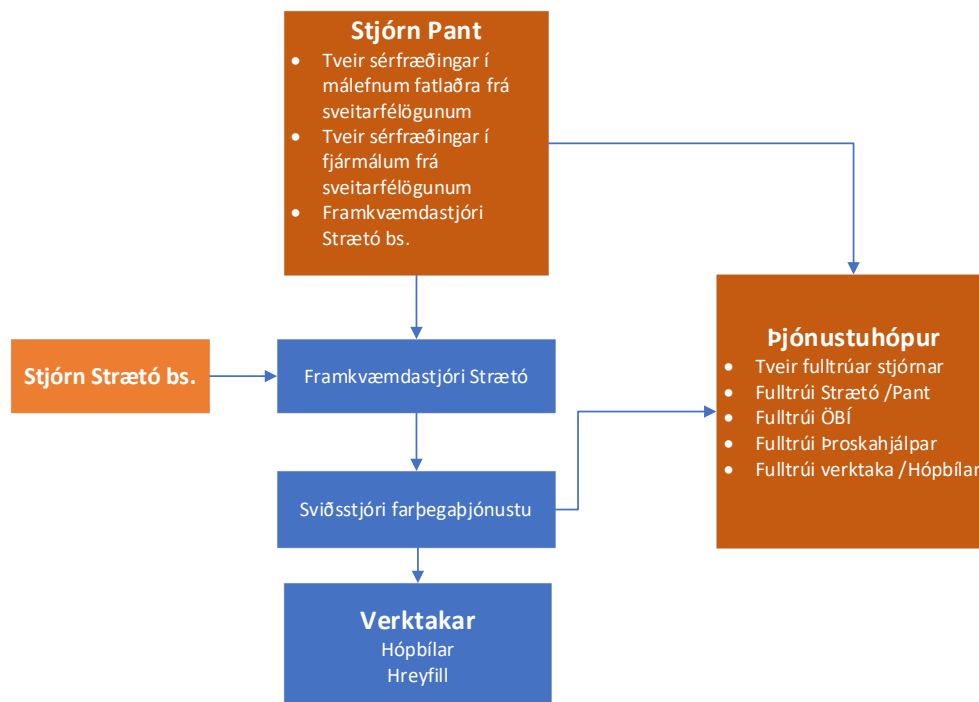 Stjórn Pant
• Tveir sérfræðingar í
málefnum fatlaðra frá
sveitarfélögunum
• Tveir sérfræðingar í
fjármálum frá
sveitarfélögunum
• Framkvæmdastjóri
Strætó bs.
Stjórn Strætó bs.
Framkvæmdastjóri Strætó
Sviðsstjóri farþegaþjónustu
Verktakar
Hópbílar
Hreyfill
Þjónustuhópur
• Tveir fulltrúar stjórnar
• Fulltrúi Strætó /Pant
• Fulltrúi ÖBÍ
• Fulltrúi Þroskahjálpar
• Fulltrúi verktaka /Hópbílar